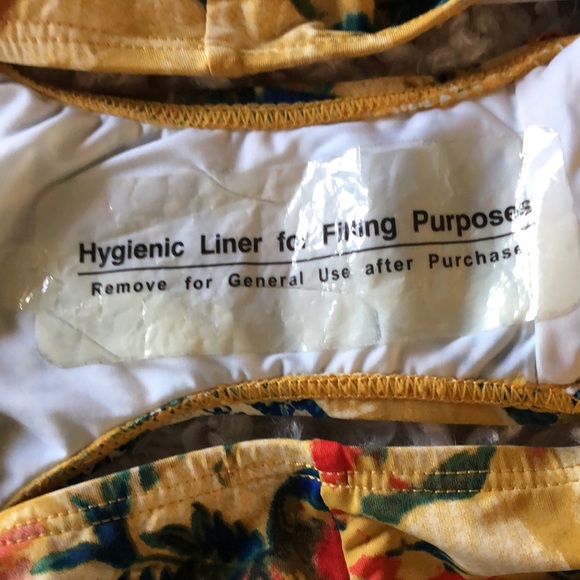 Hygienic Liner for Fitting Purposes
Remove for General Use after Purchase